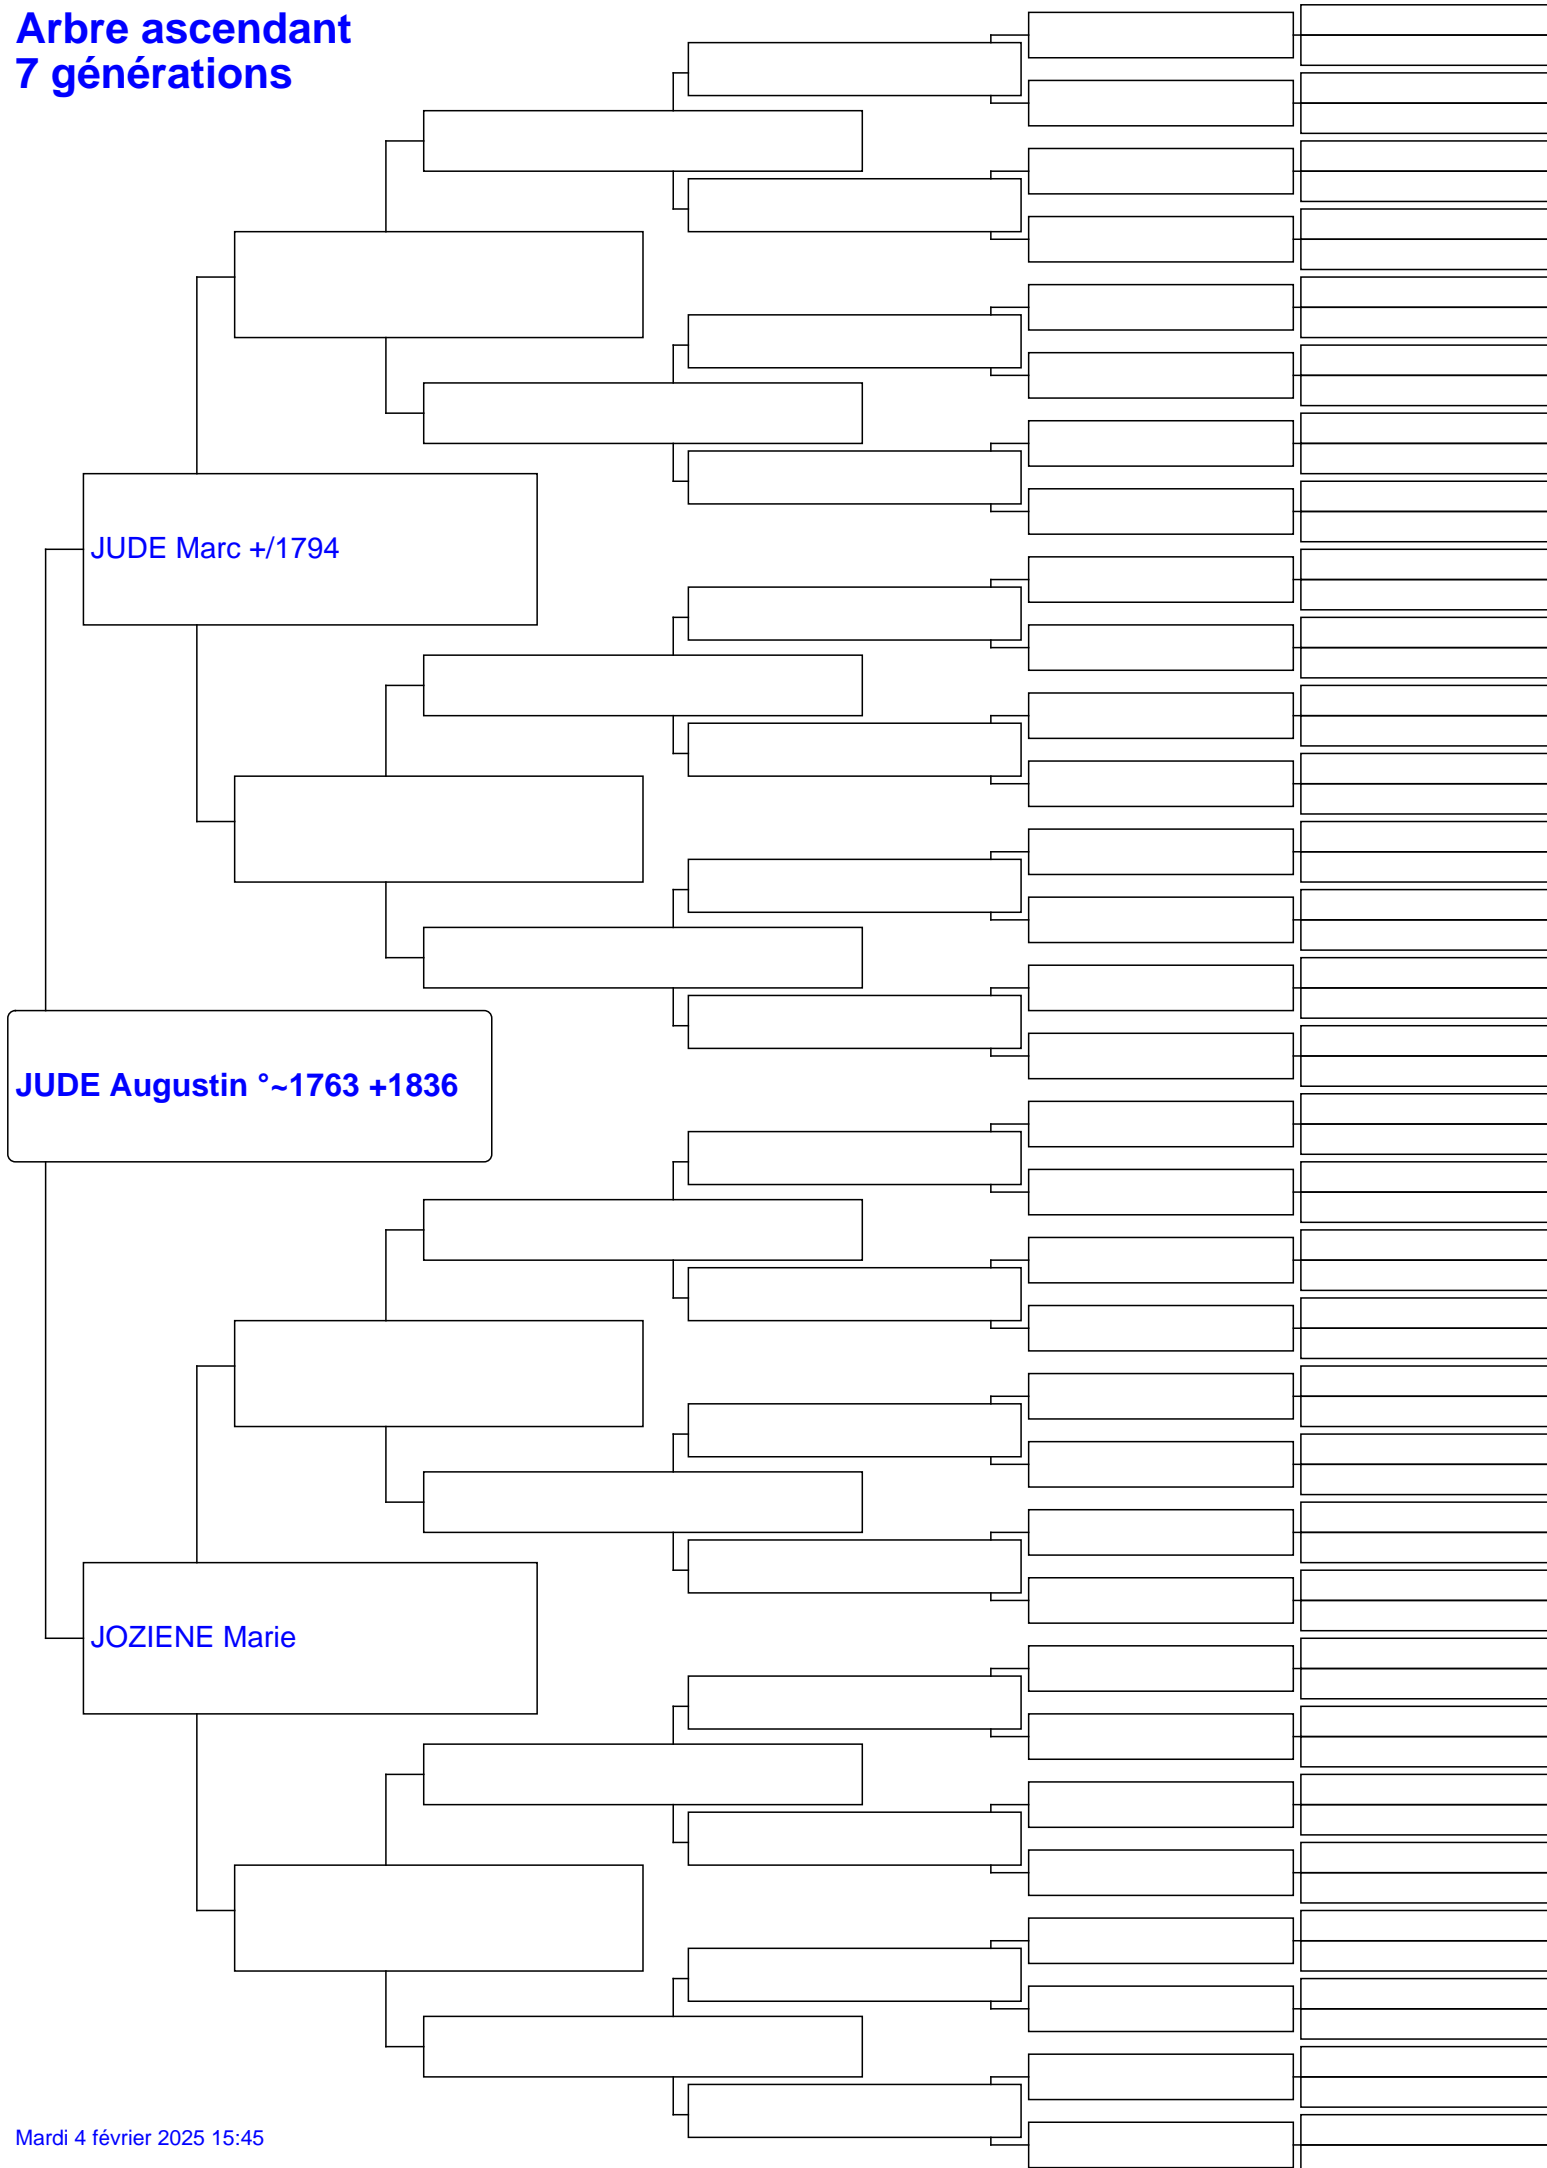 Arbre ascendant
7 générations
JUDE Marc +/1794
JUDE Augustin °~1763 +1836
JOZIENE Marie
Mardi 4 février 2025 15:45